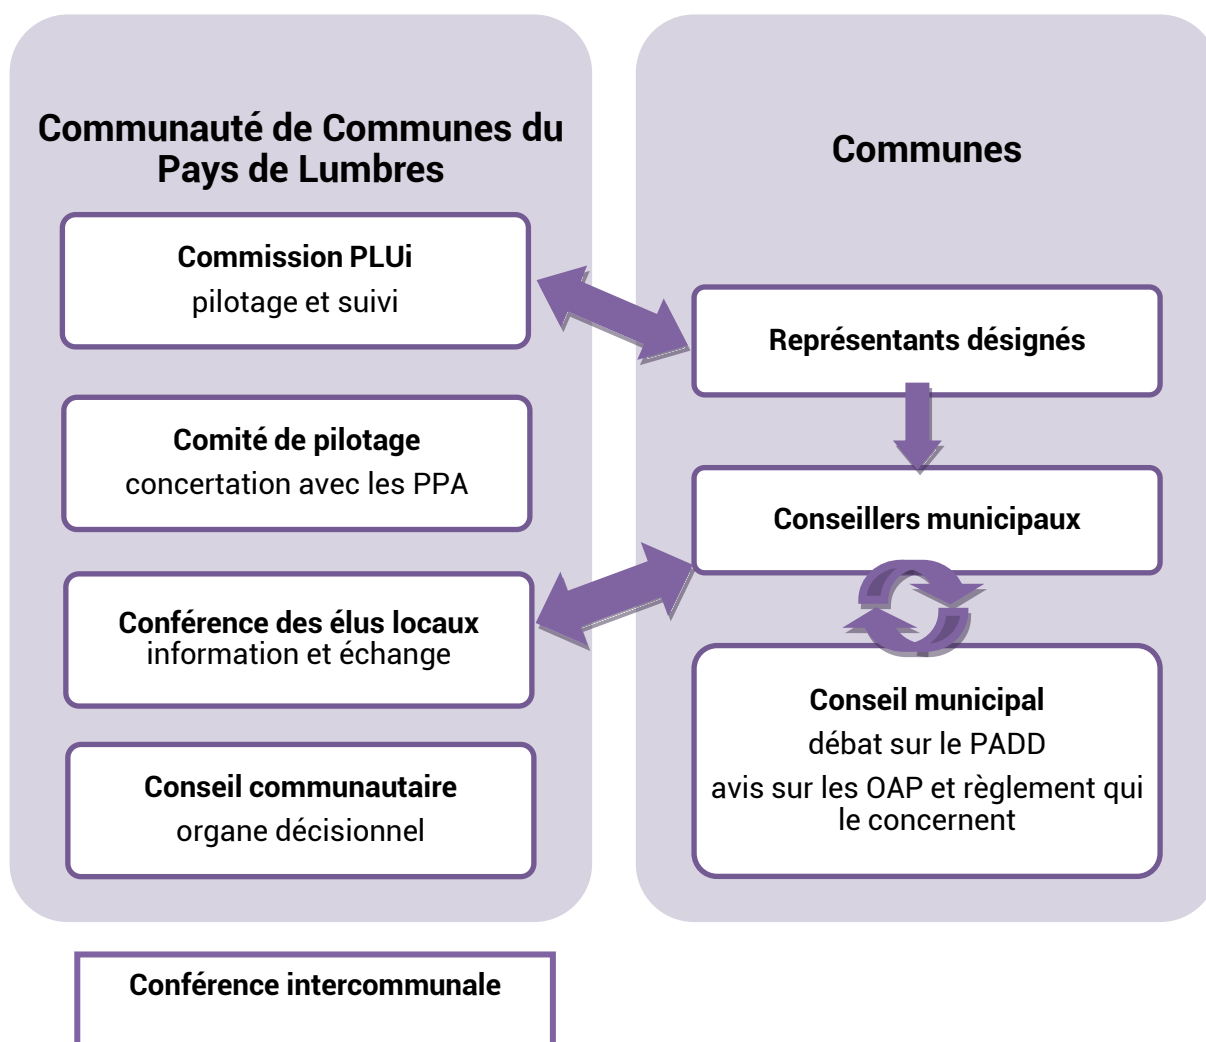 Communauté de Communes du
Pays de Lumbres
Commission PLUi
pilotage et suivi
Comité de pilotage
concertation avec les PPA
Conférence des élus locaux
information et échange
Conseil communautaire
organe décisionnel
Communes
Représentants désignés
Conseillers municipaux
Conseil municipal
débat sur le PADD
avis sur les OAP et règlement qui
le concernent
Conférence intercommunale